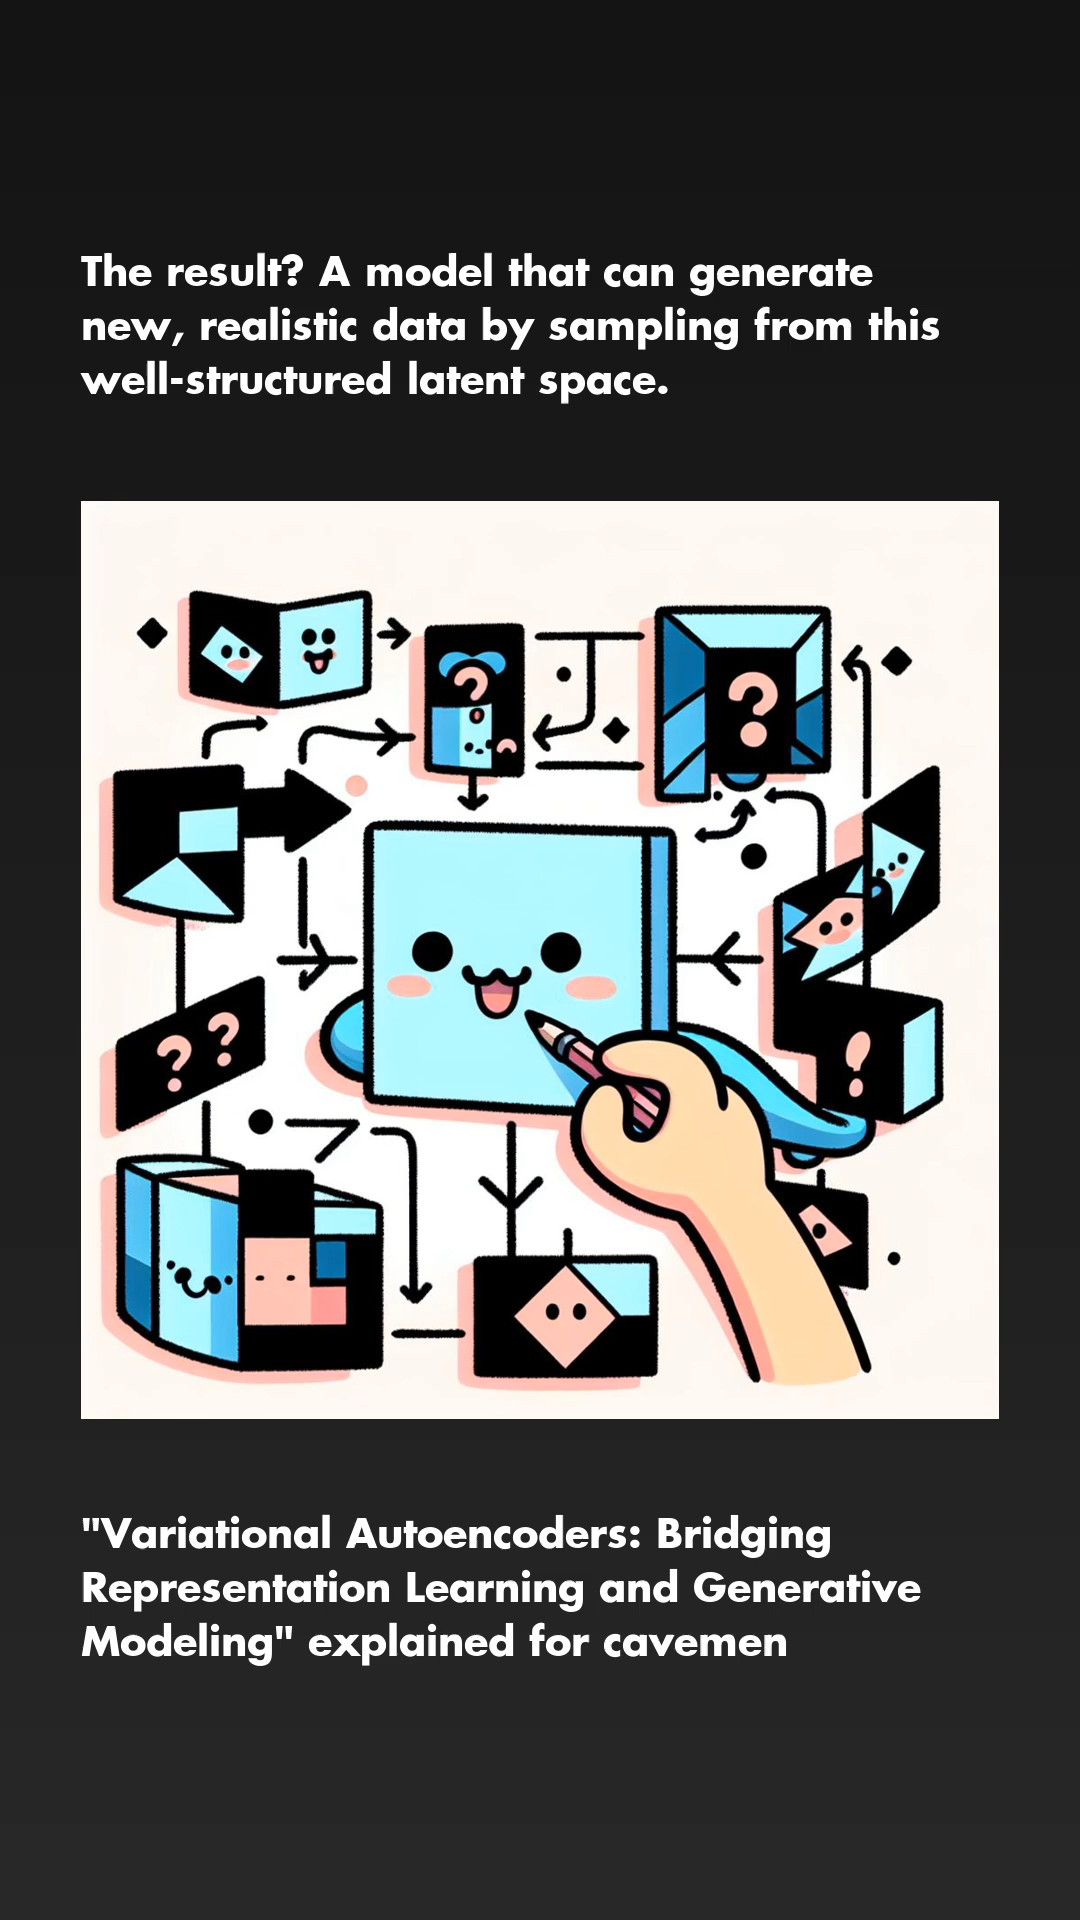 The result? A model that can generate
new, realistic data by sampling from this
well-structured latent space.
?
?
? ?
!
"Variational Autoencoders: Bridging
Representation Learning and Generative
Modeling" explained for cavemen